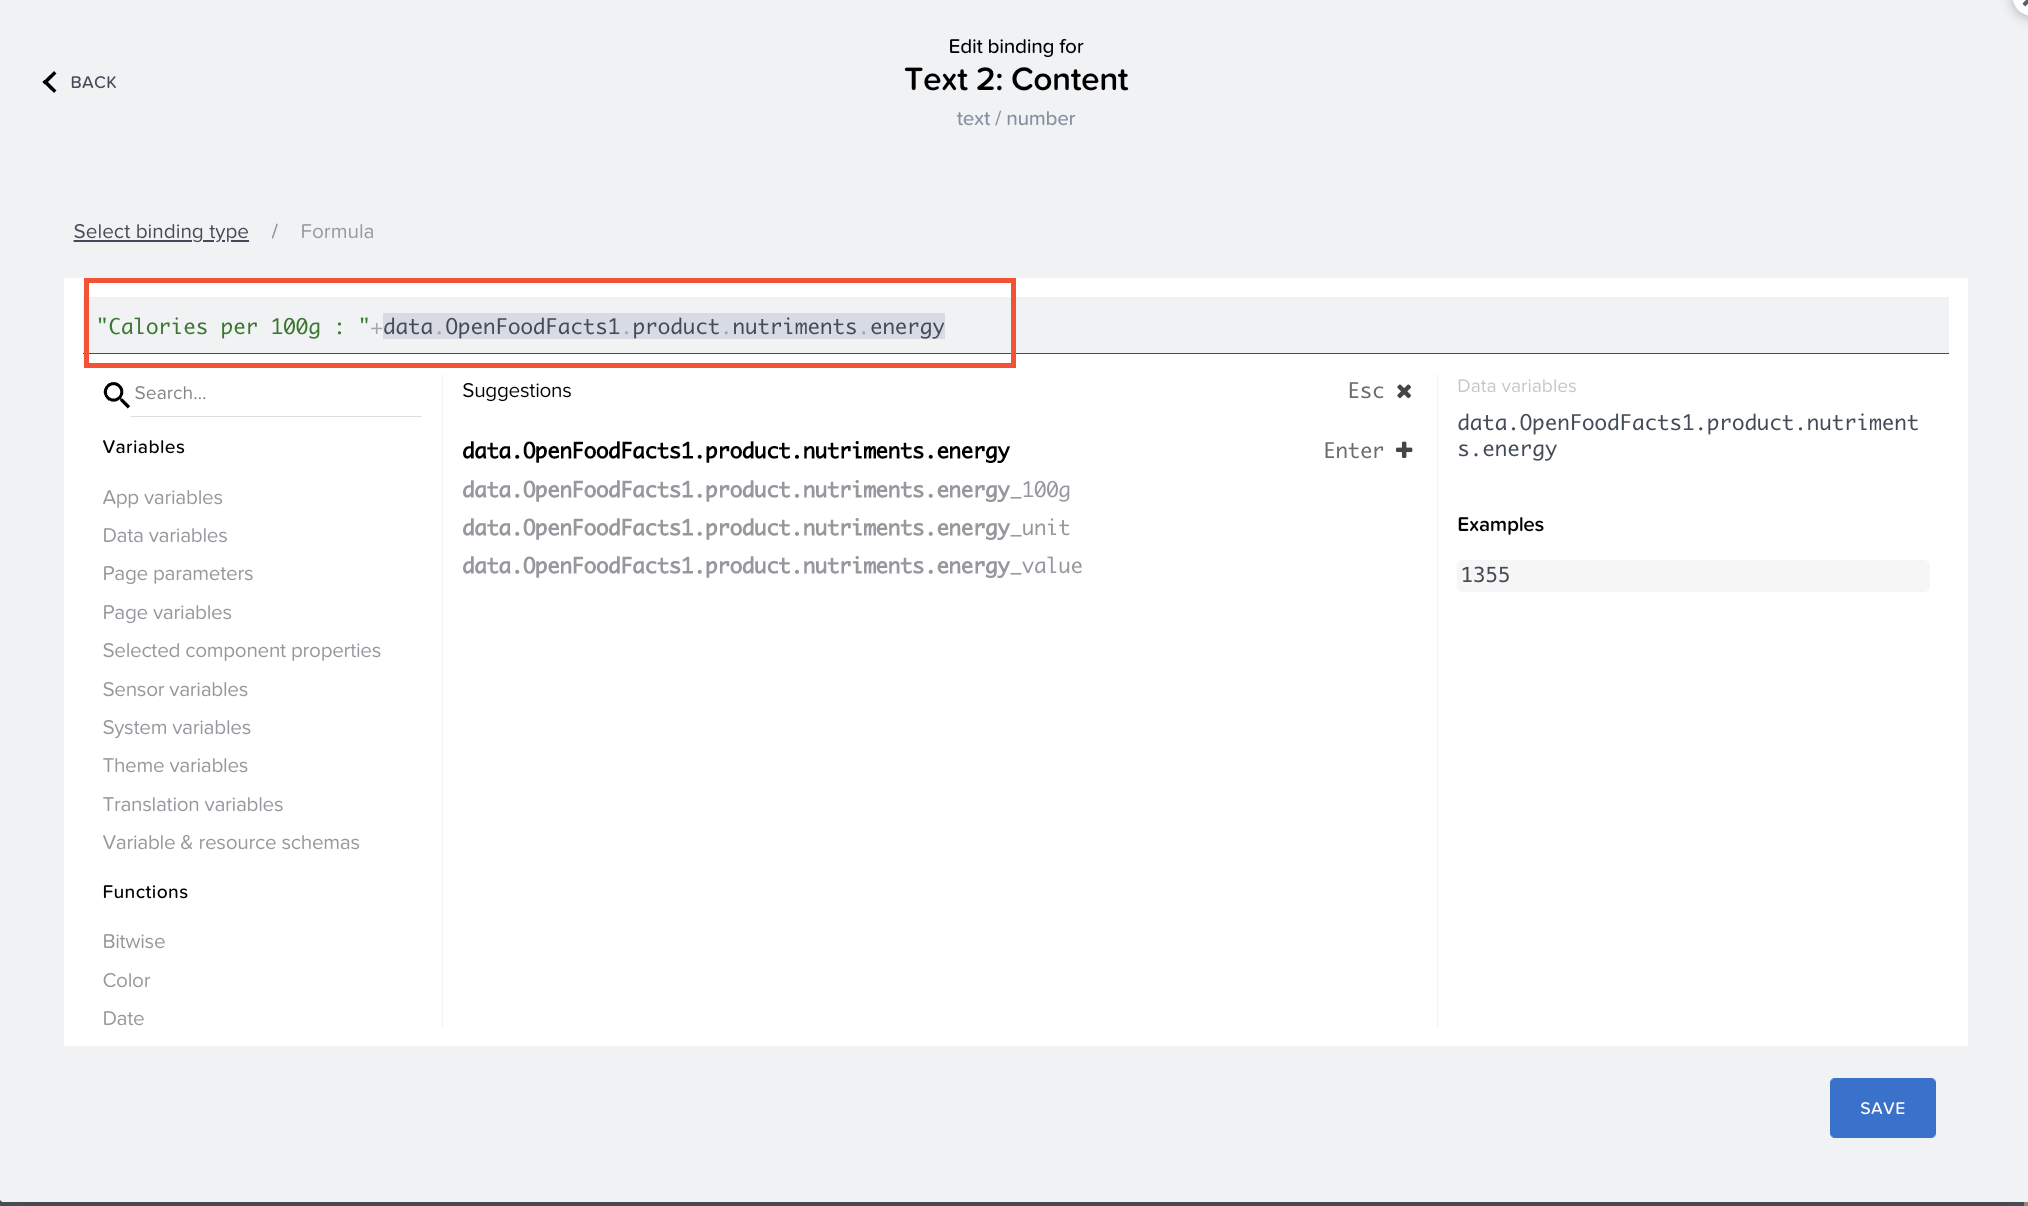 Edit binding for
BACK
Text 2: Content
text / number
Select binding type / Formula
"Calories per 100g : "+data.OpenFoodFacts1.product.nutriments.energy
Search...
Variables
App variables
Data variables
Page parameters
Page variables
Selected component properties
Sensor variables
System variables
Theme variables
Translation variables
Variable & resource schemas
Functions
Bitwise
Color
Date
Suggestions
Esc
data.OpenFoodFacts1.product.nutriments.energy
Enter
data.OpenFoodFacts1.product.nutriments.energy_100g
data.OpenFoodFacts1.product.nutriments.energy_unit
data.OpenFoodFacts1.product.nutriments.energy_value
Data variables
data.OpenFoodFacts1.product.nutriment
s.energy
Examples
1355
SAVE